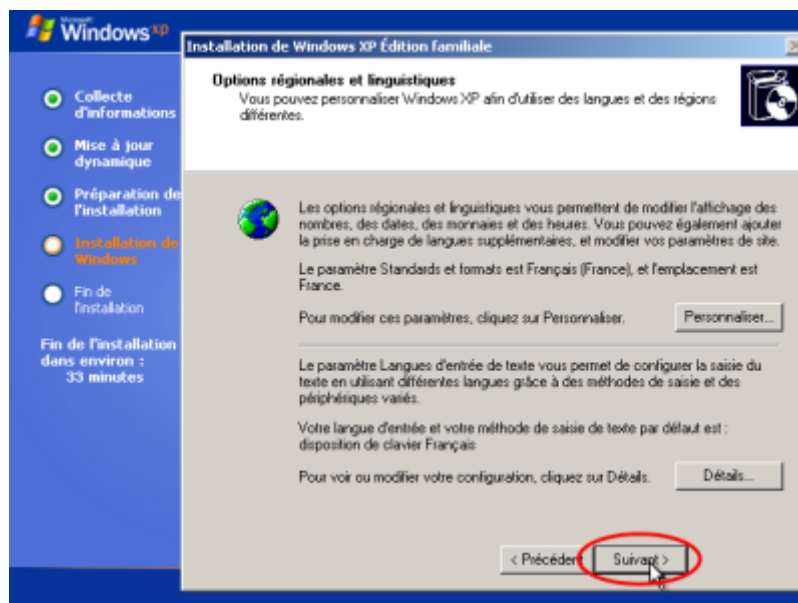 Microsoft
Windows xp
Installation de Windows XP Édition familiale
Options régionales et linguistiques
Vous pouvez personnaliser Windows XP afin d'utiliser des langues et des régions
différentes.
Collecte
d'informations
Mise à jour
dynamique
Préparation de
l'installation
Installation de
Windows
Fin de
l'installation
Fin de l'installation
dans environ :
33 minutes
Les options régionales et linguistiques vous permettent de modifier l'affichage des
nombres, des dates, des monnaies et des heures. Vous pouvez également ajouter
la prise en charge de langues supplémentaires, et modifier vos paramètres de site.
Le paramètre Standards et formats est Français (France), et l'emplacement est
France.
Pour modifier ces paramètres, cliquez sur Personnaliser.
Personnaliser...
Le paramètre Langues d'entrée de texte vous permet de configurer la saisie du
texte en utilisant différentes langues grâce à des méthodes de saisie et des
périphériques variés.
Votre langue d'entrée et votre méthode de saisie de texte par défaut est :
disposition de clavier Français
Pour voir ou modifier votre configuration, cliquez sur Détails.
Détails...
< Précédent
Suivant >